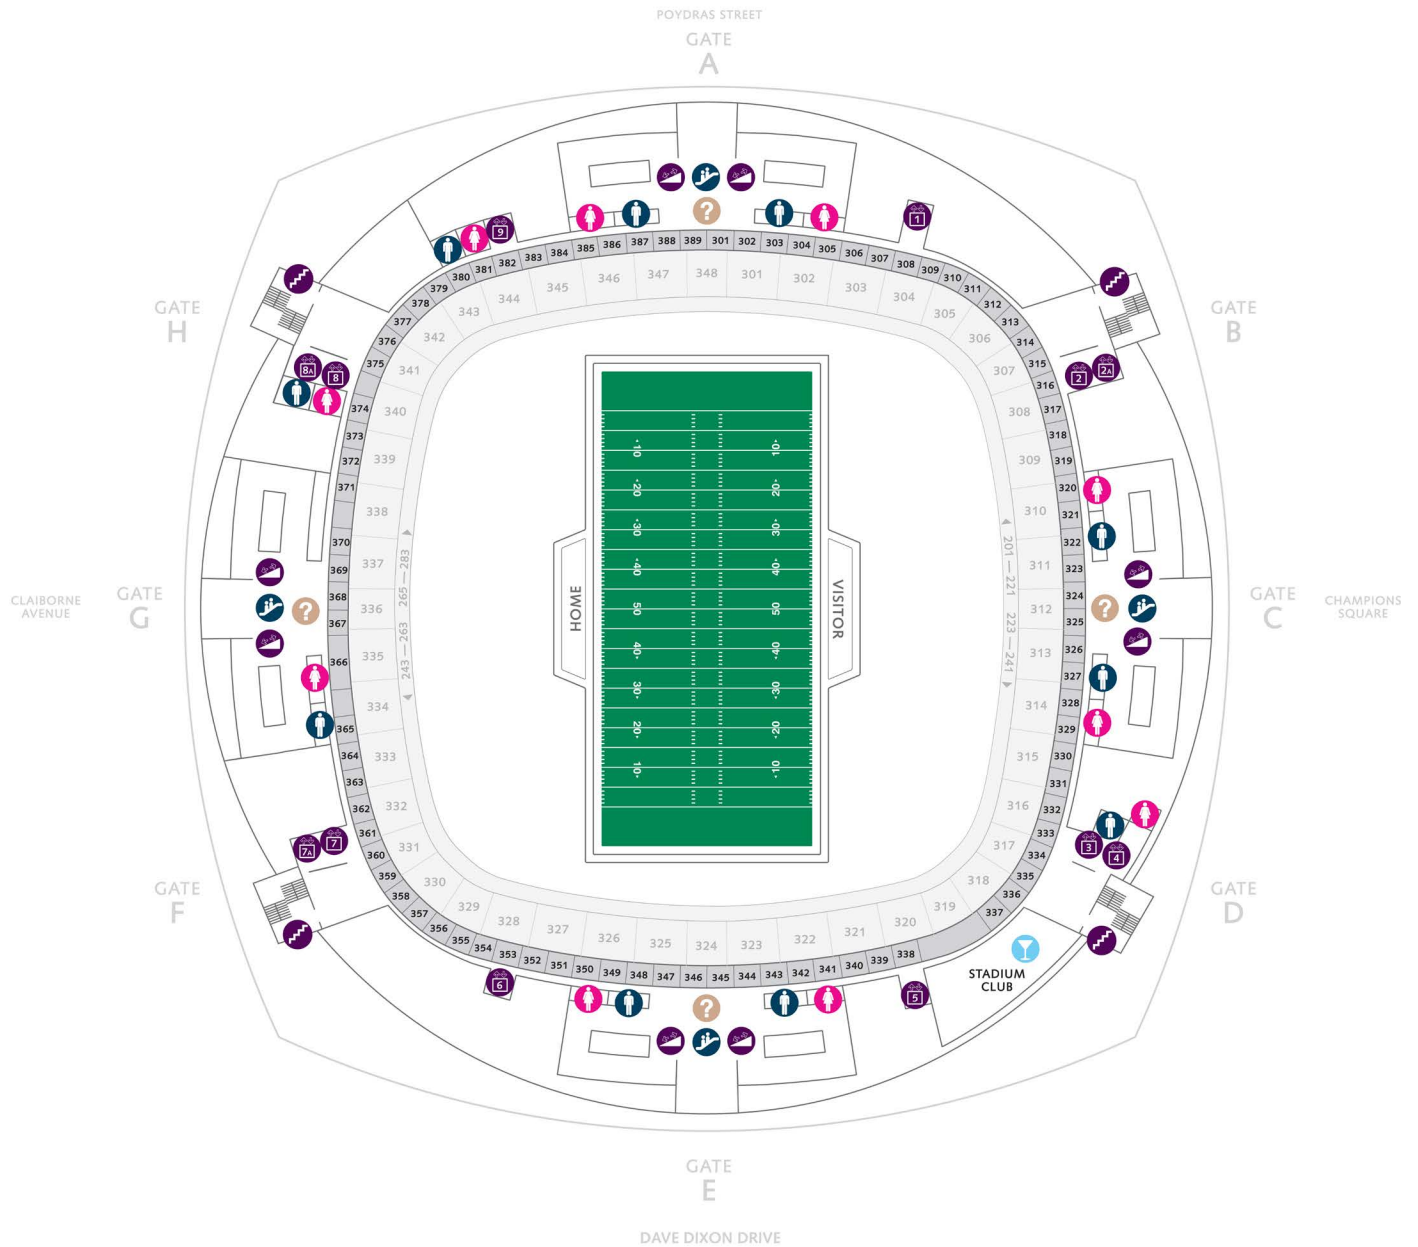 POYDRAS STREET
GATE
A
GATE
H
GATE
B
GATE
G
CLAIBORNE
AVENUE
GATE
C
CHAMPIONS
SQUARE
GATE
F
GATE
D
GATE
E
DAVE DIXON DRIVE
9
1
8A
8
2
2A
7A
7
3
4
6
5
?
?
?
?
STADIUM
CLUB
385 386 387 388 389 301 302 303 304 305 306 307 308 309 310 311 312 313 314 315 316 317 318 319 320 321 322 323 324 325 326 327 328 329 330 331 332 333 334 335 336 337
338 339 340 341 342 343 344 345 346 347 348 349 350 351 352 353 354 355 356 357 358 359 360 361 362 363 364 365 366 367 368 369 370 371 372 373 374 375 376 377 378 379 380 381 382 383 384
346 347 348 301 302 303 304 305 306 307 308 309 310 311 312 313 314 315 316 317 318 319 320 321 322 323 324 325 326 327 328 329 330 331 332 333 334 335 336 337 338 339 340 341 342 343 344 345
243 — 263 265 — 283
201 — 221 223 — 241
HOME
VISITOR
10 10
20 20
30 30
40 40
50 50
40 40
30 30
20 20
10 10